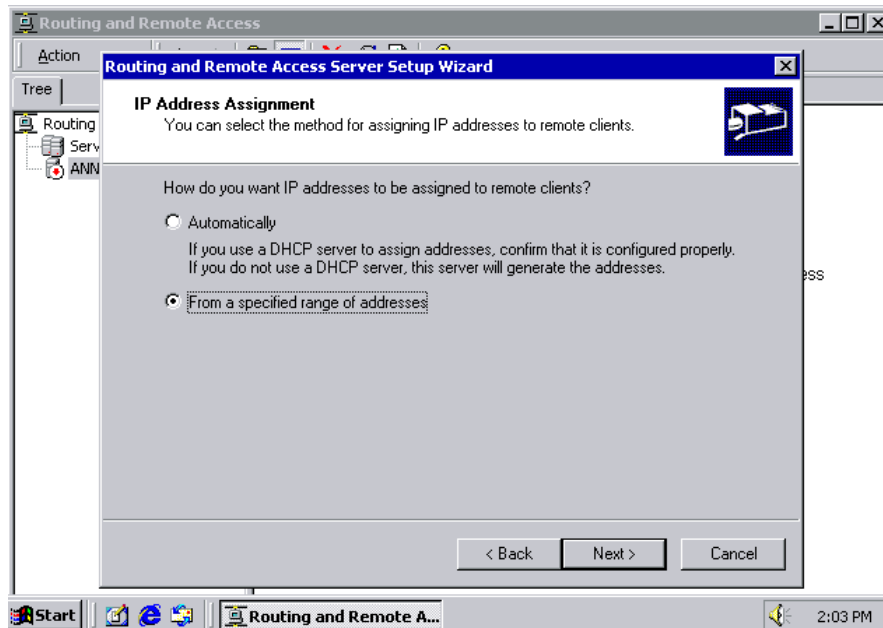 Routing and Remote Access
Action
Tree
Routing
Serv
ANN
Routing and Remote Access Server Setup Wizard
IP Address Assignment
You can select the method for assigning IP addresses to remote clients.
How do you want IP addresses to be assigned to remote clients?
Automatically
If you use a DHCP server to assign addresses, confirm that it is configured properly.
If you do not use a DHCP server, this server will generate the addresses.
From a specified range of addresses
ess
< Back Next > Cancel
Start Routing and Remote A... 2:03 PM